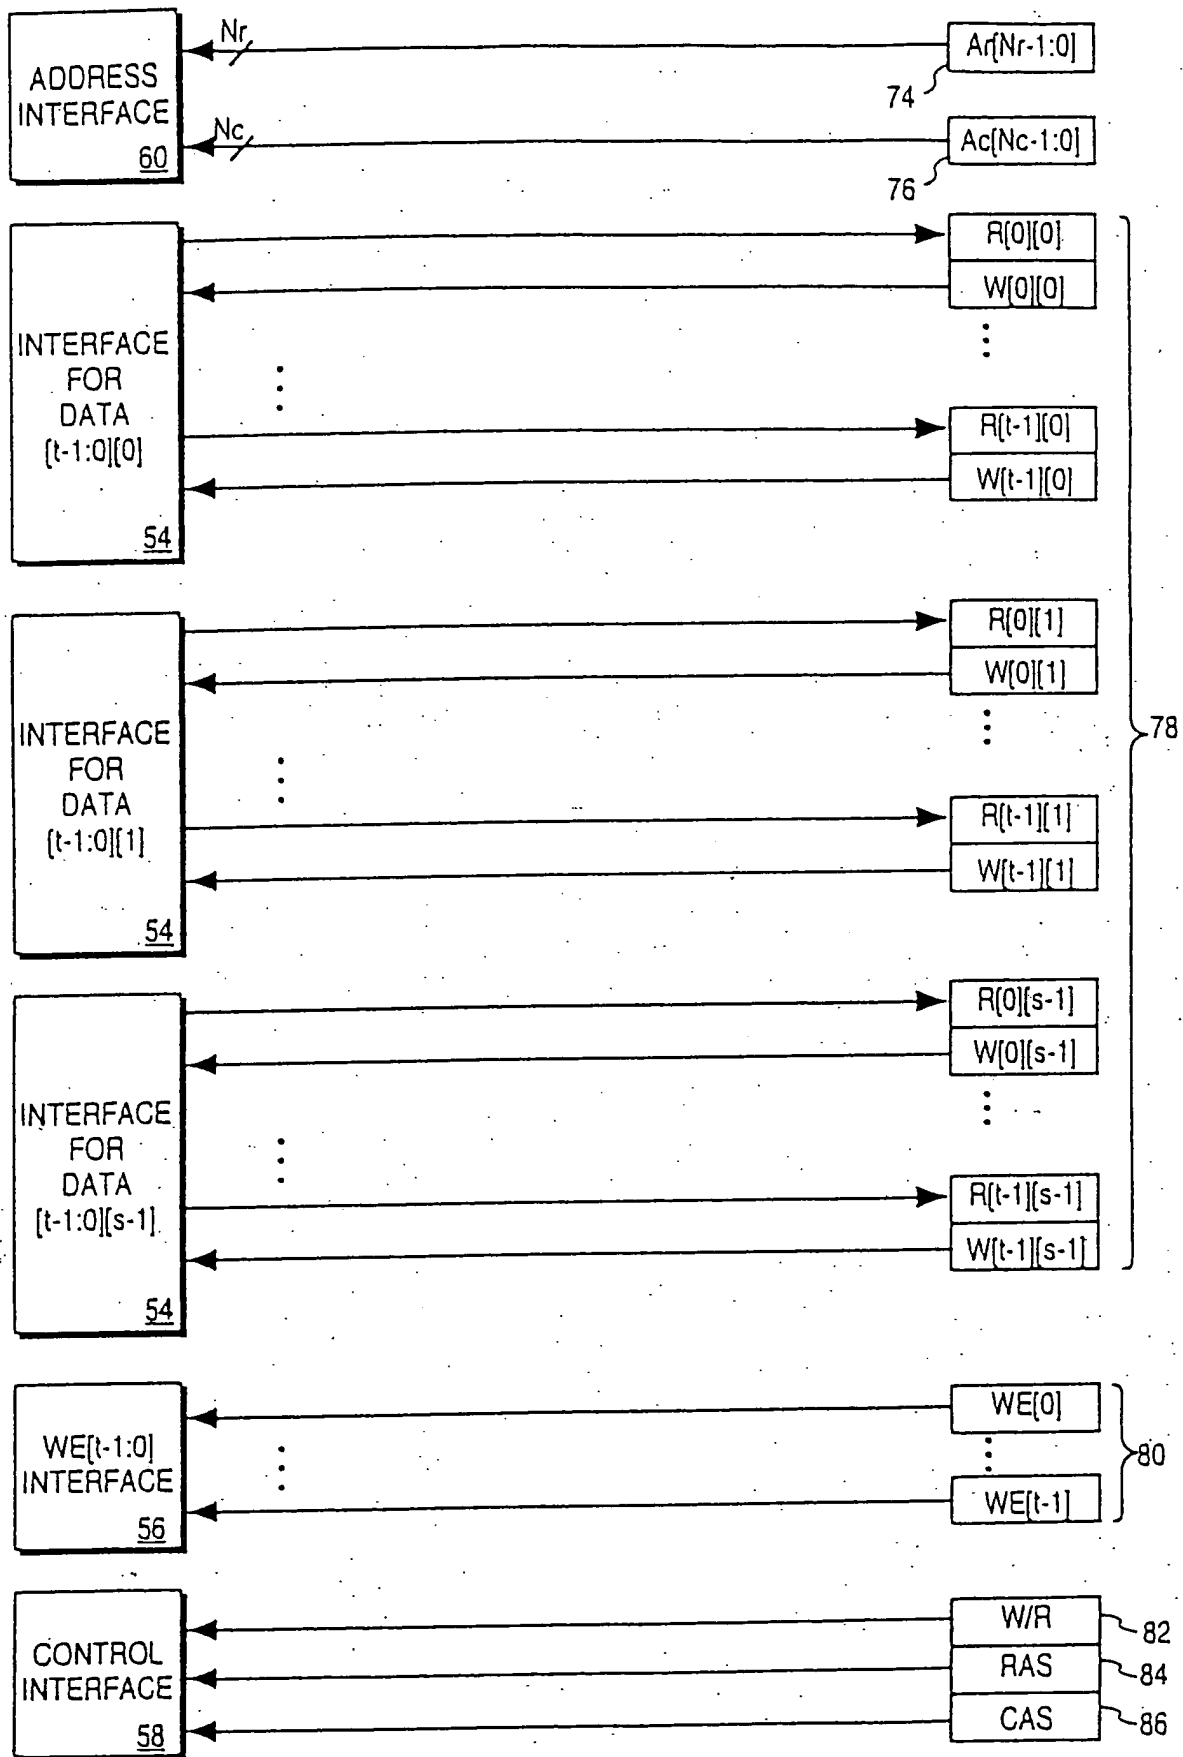 ADDRESS
INTERFACE
60
Nr
Ar[Nr-1:0]
74
Nc
Ac[Nc-1:0]
76
INTERFACE
FOR
DATA
[t-1:0][0]
54
R[0][0]
W[0][0]
R[t-1][0]
W[t-1][0]
INTERFACE
FOR
DATA
[t-1:0][1]
54
R[0][1]
W[0][1]
R[t-1][1]
W[t-1][1]
78
INTERFACE
FOR
DATA
[t-1:0][s-1]
54
R[0][s-1]
W[0][s-1]
R[t-1][s-1]
W[t-1][s-1]
WE[t-1:0]
INTERFACE
56
WE[0]
WE[t-1]
80
CONTROL
INTERFACE
58
W/R
82
RAS
84
CAS
86